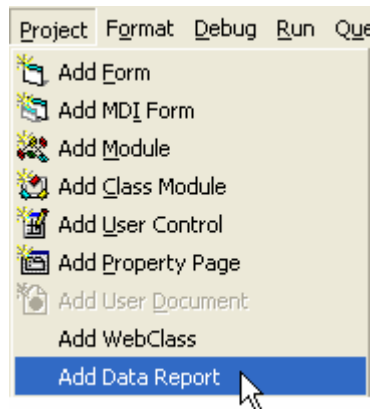 Project Format Debug Run Que
Add Form
Add MDI Form
Add Module
Add Class Module
Add User Control
Add Property Page
Add User Document
Add WebClass
Add Data Report